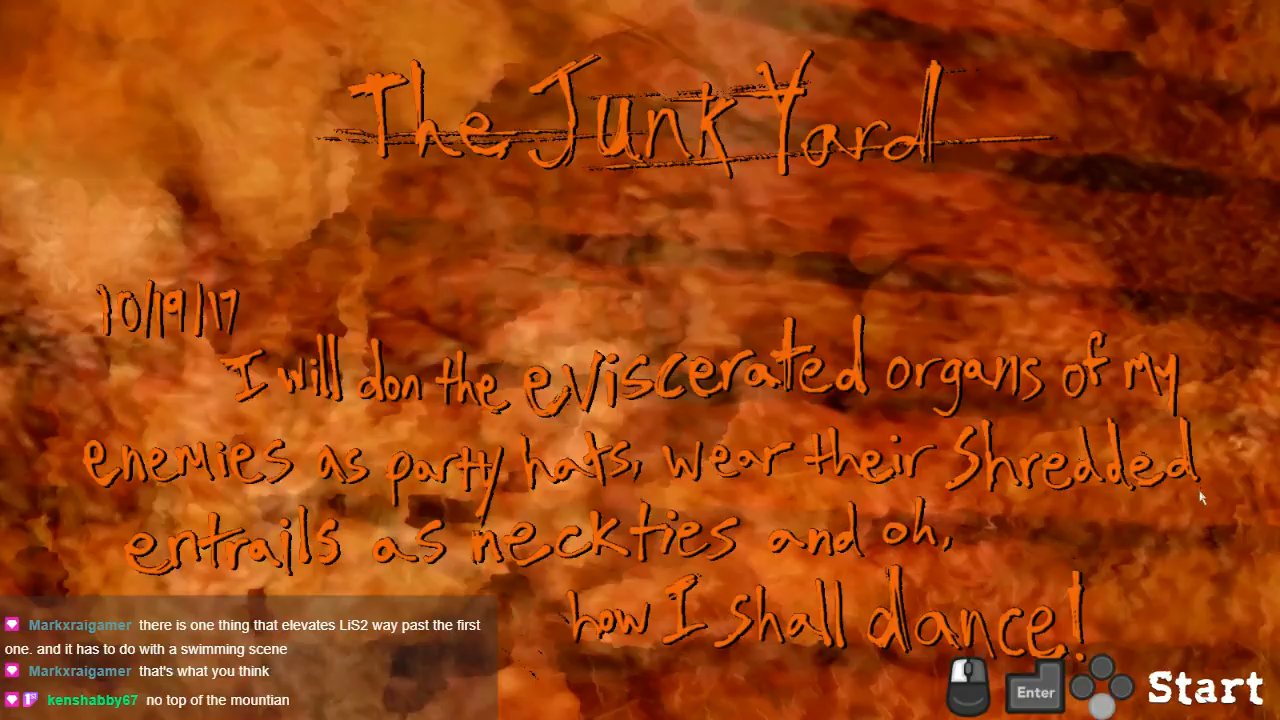 The Junk Yard
10/19/17
I will don the eviscerated organs of my
enemies as party hats, wear their shredded
entrails as neckties and oh,
how I shall dance!
Markxraigamer there is one thing that elevates LiS2 way past the first
one. and it has to do with a swimming scene
Markxraigamer that's what you think
kenshabby67 no top of the mountian
Enter
Start